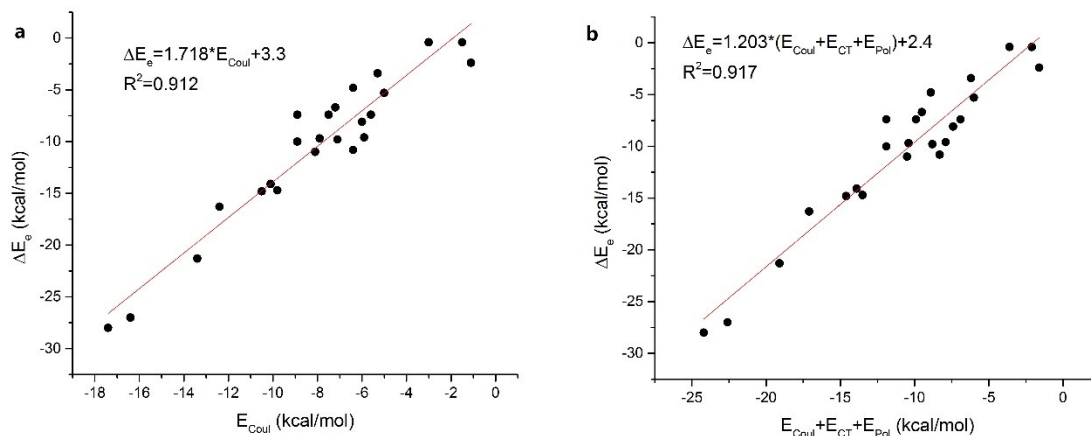 a
ΔEe=1.718*ECoul+3.3
R2=0.912
0
-5
-10
-15
-20
-25
-30
ΔEe (kcal/mol)
-18 -16 -14 -12 -10 -8 -6 -4 -2 0
ECoul (kcal/mol)
b
ΔEe=1.203*(ECoul+ECT+EPol)+2.4
R2=0.917
0
-5
-10
-15
-20
-25
-30
ΔEe (kcal/mol)
-25 -20 -15 -10 -5 0
ECoul+ECT+EPol (kcal/mol)